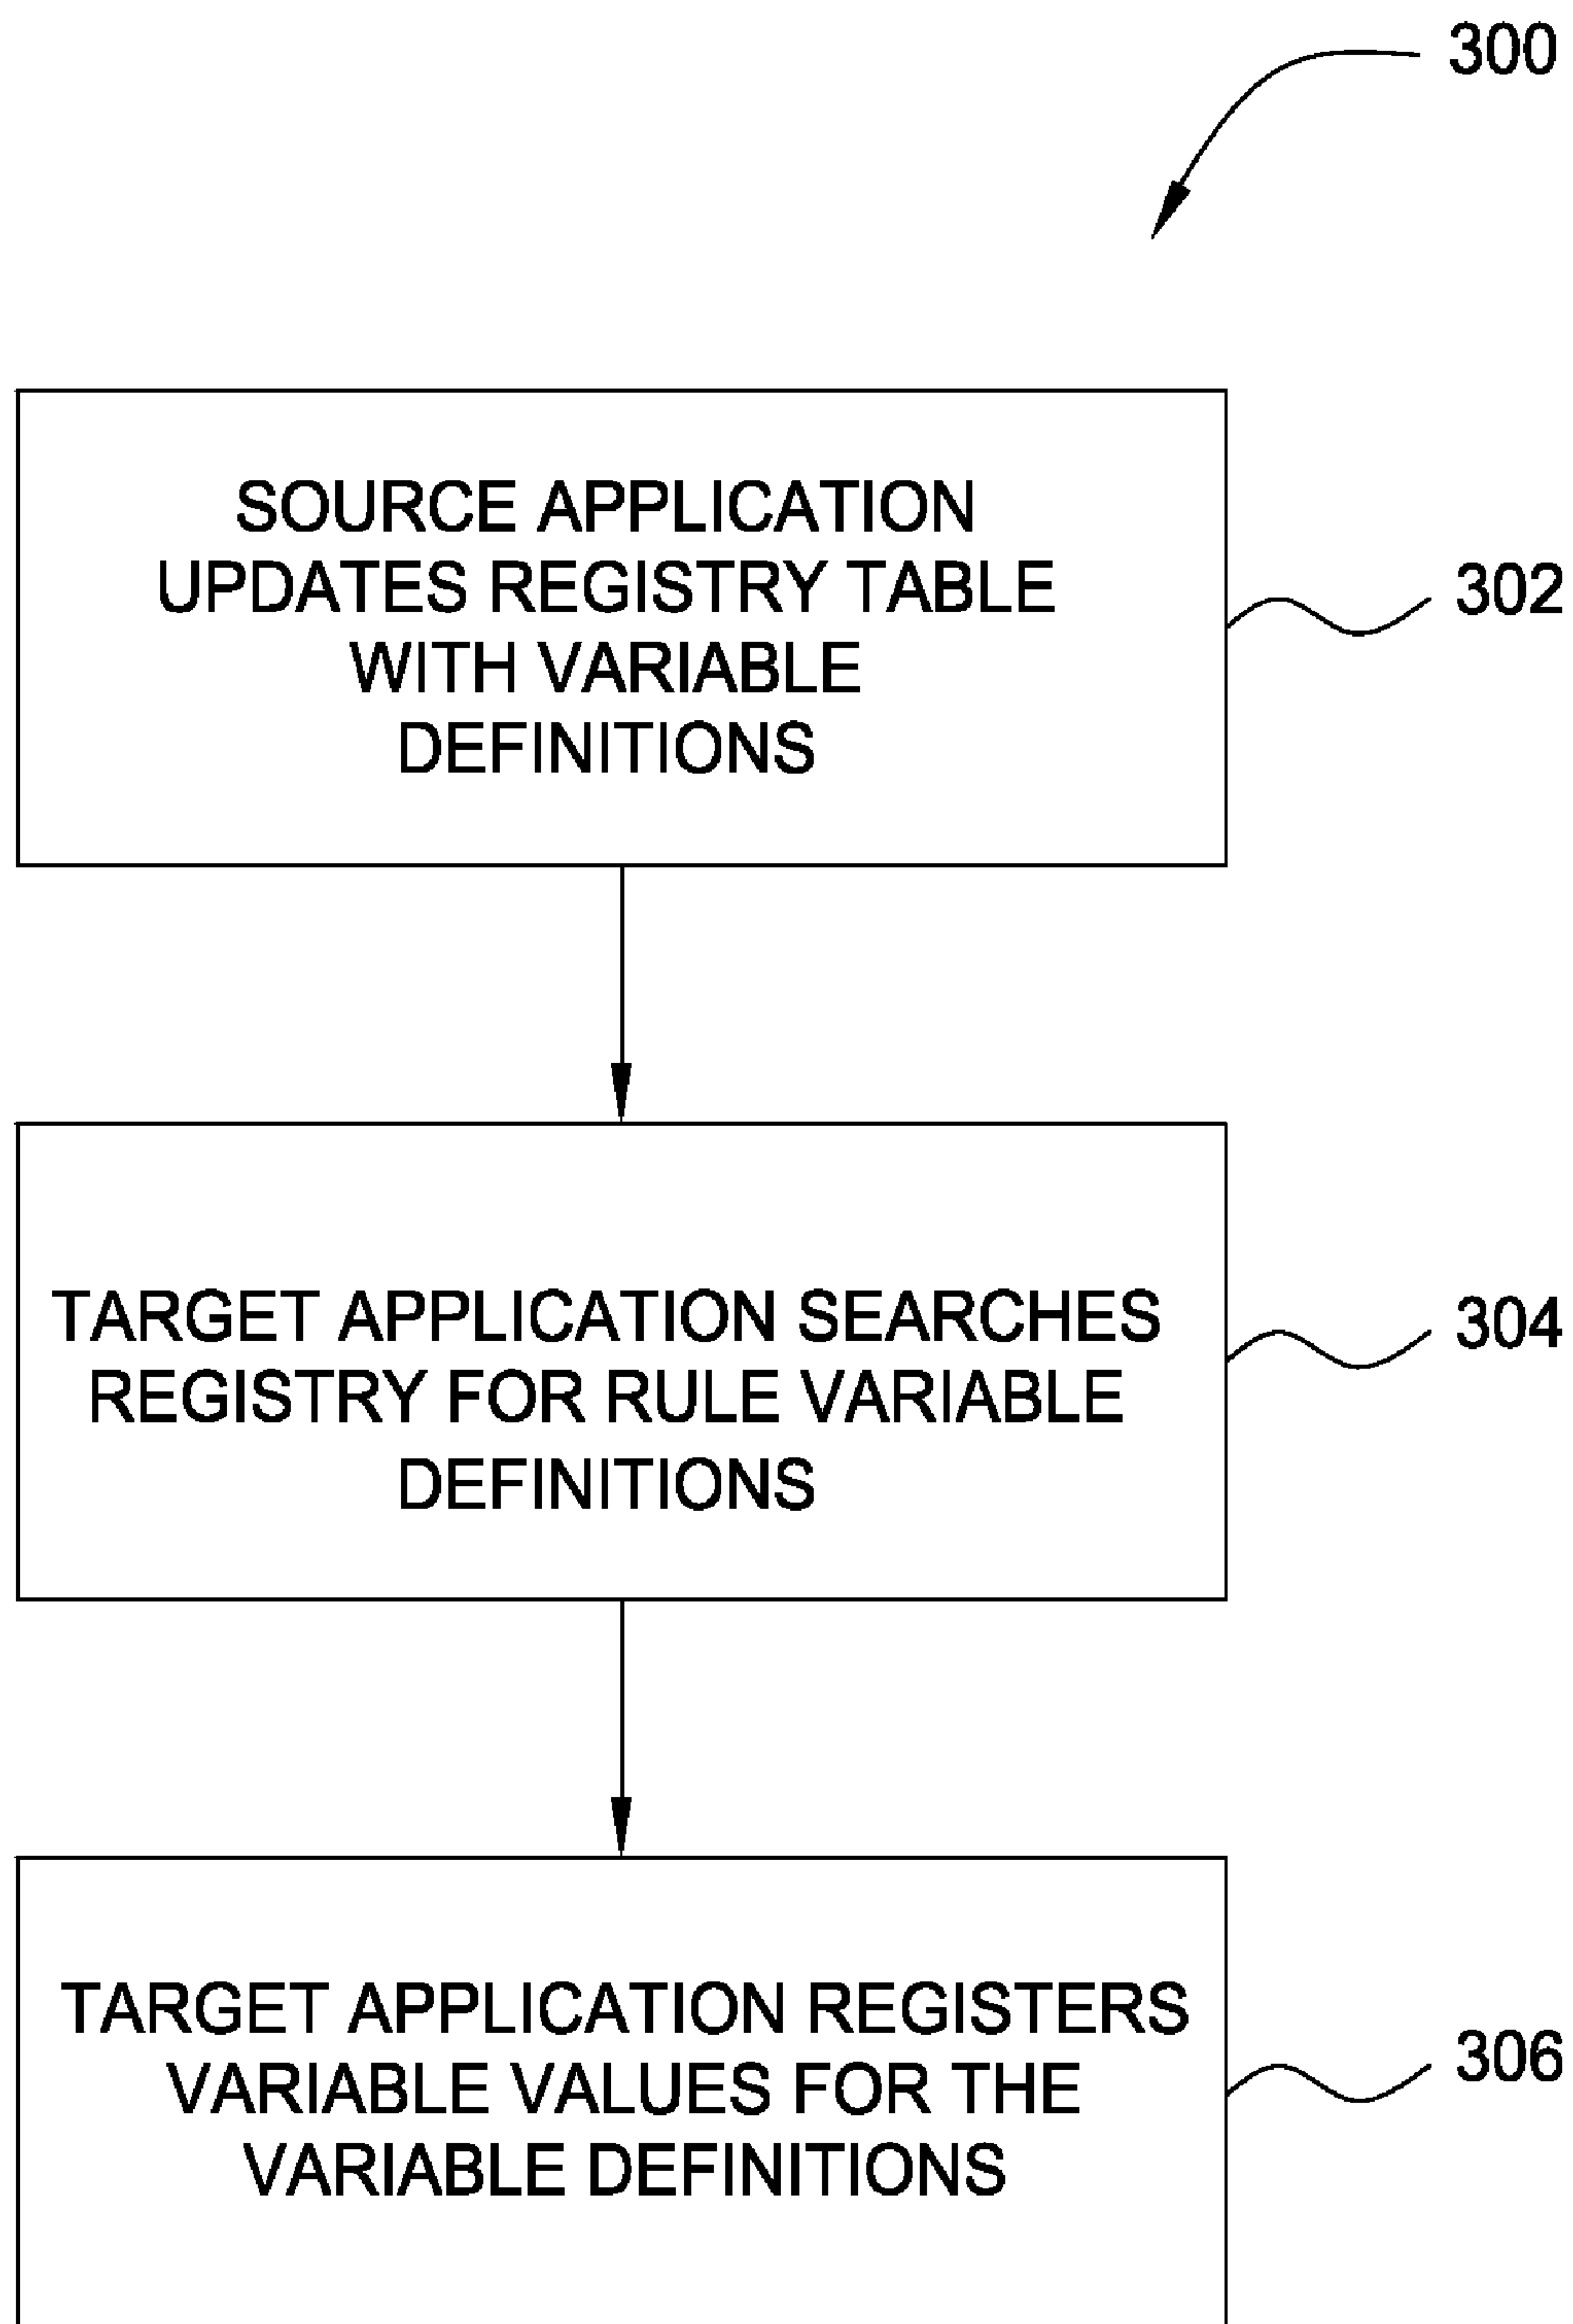 300
SOURCE APPLICATION
UPDATES REGISTRY TABLE
WITH VARIABLE
DEFINITIONS
302
TARGET APPLICATION SEARCHES
REGISTRY FOR RULE VARIABLE
DEFINITIONS
304
TARGET APPLICATION REGISTERS
VARIABLE VALUES FOR THE
VARIABLE DEFINITIONS
306